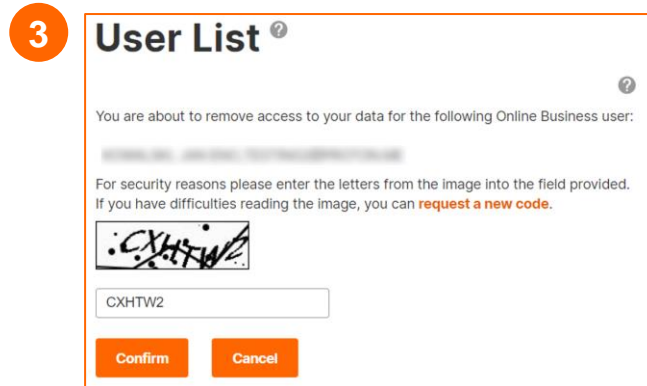 3
User List ?
?
You are about to remove access to your data for the following Online Business user:
For security reasons please enter the letters from the image into the field provided.
If you have difficulties reading the image, you can request a new code.
CXHTW2
CXHTW2
Confirm Cancel